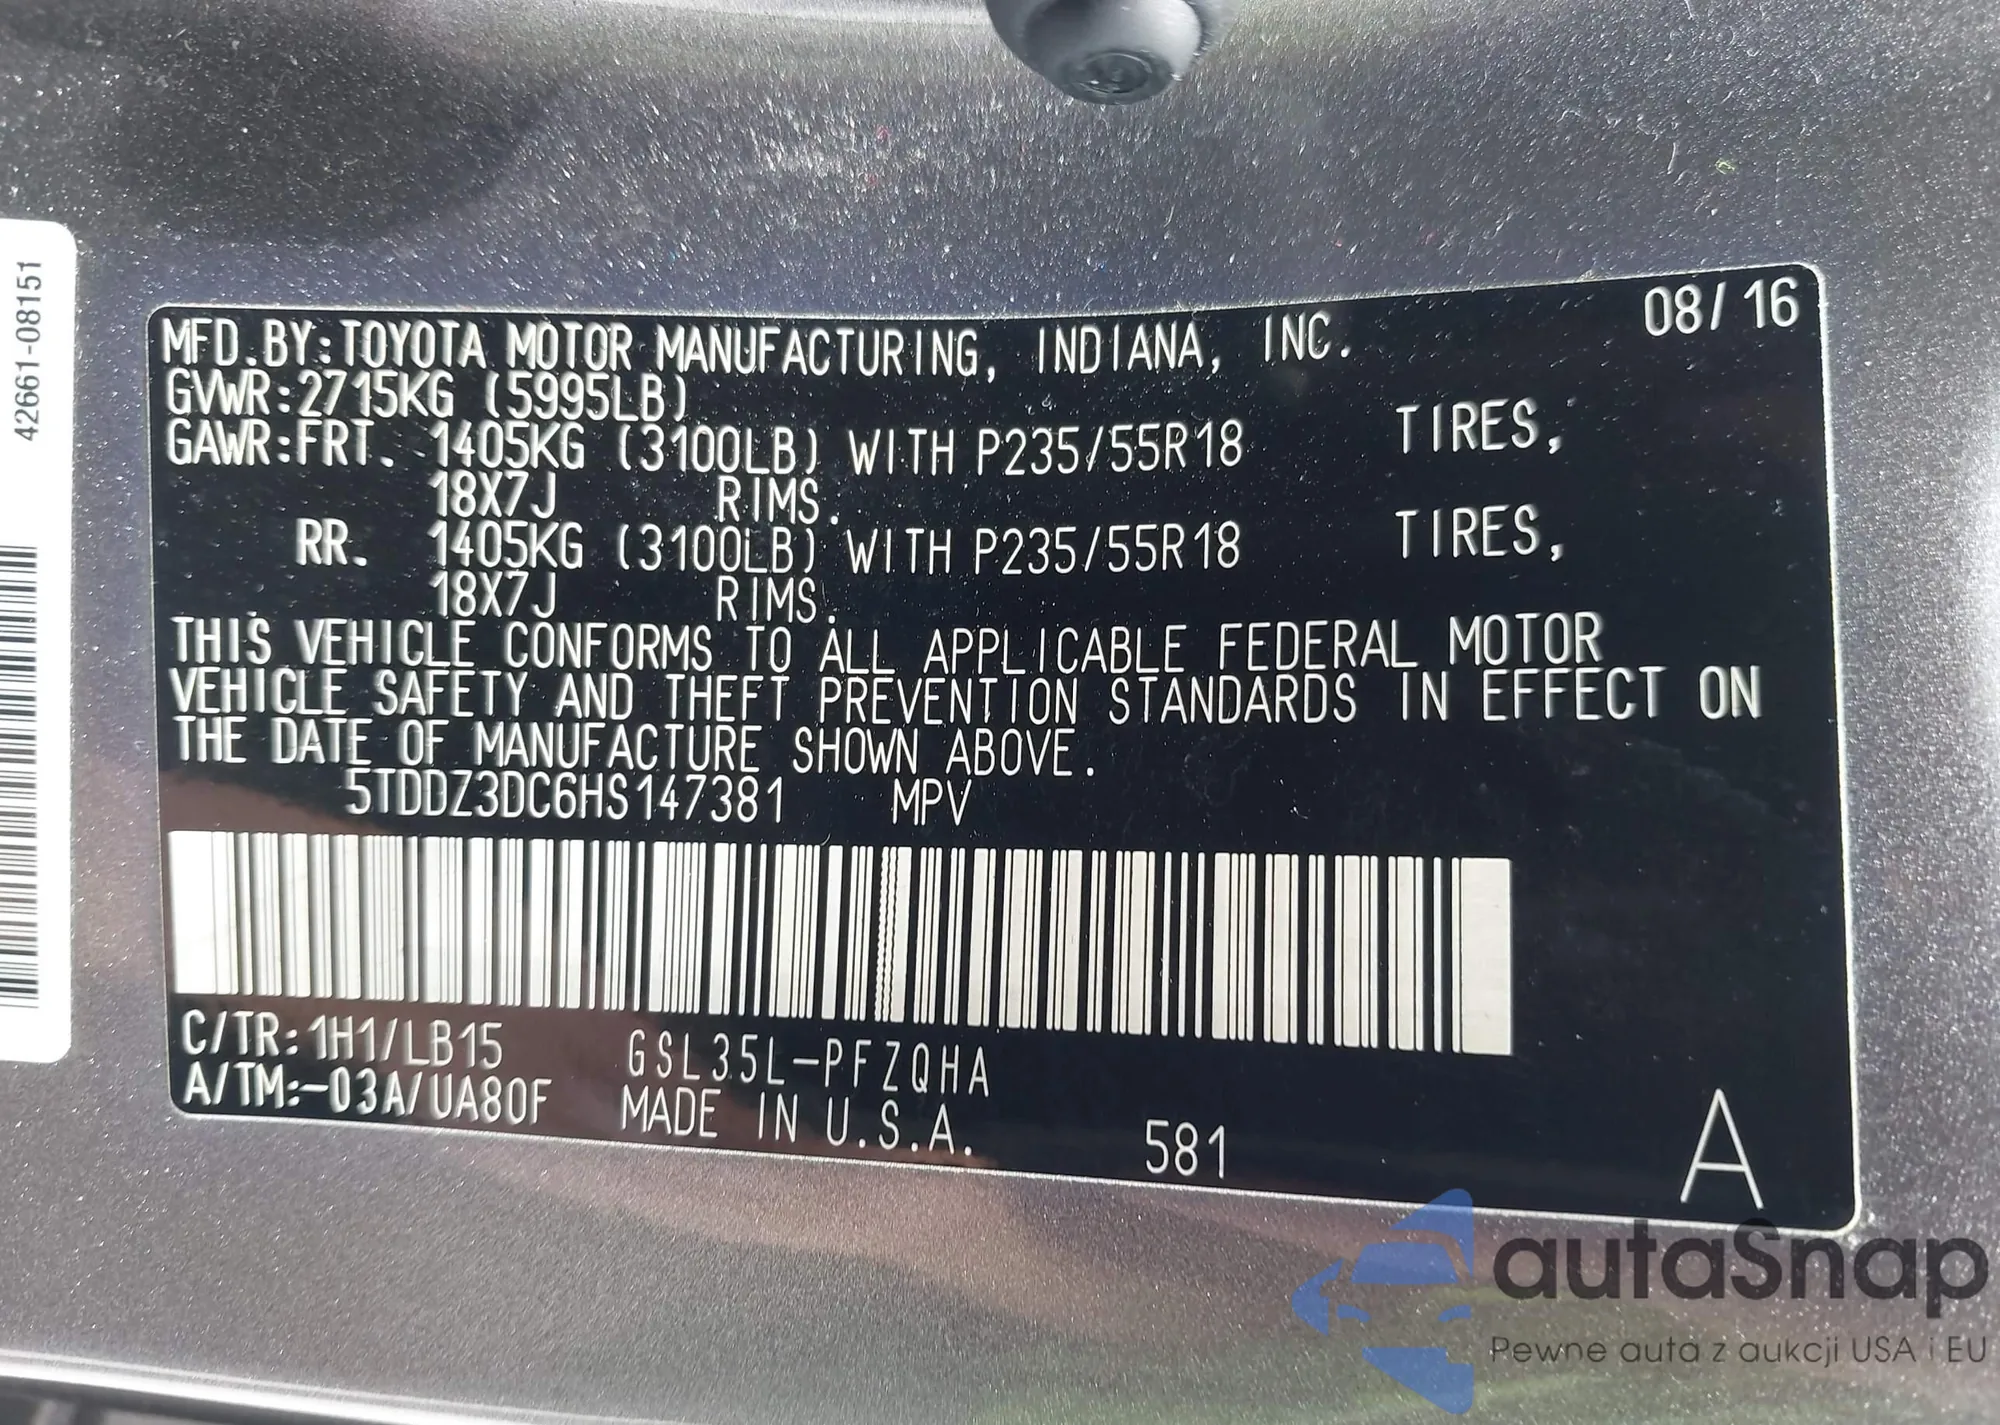 42661-08151
08/16
MFD.BY:TOYOTA MOTOR MANUFACTURING, INDIANA, INC.
GVWR:2715KG (5995LB)
GAWR:FRT. 1405KG (3100LB) WITH P235/55R18 TIRES,
18X7J RIMS.
RR. 1405KG (3100LB) WITH P235/55R18 TIRES,
18X7J RIMS.
THIS VEHICLE CONFORMS TO ALL APPLICABLE FEDERAL MOTOR
VEHICLE SAFETY AND THEFT PREVENTION STANDARDS IN EFFECT ON
THE DATE OF MANUFACTURE SHOWN ABOVE.
5TDDZ3DC6HS147381 MPV
C/TR:1H1/LB15 GSL35L-PFZQHA
A/TM:-03A/UA80F MADE IN U.S.A. 581 A
autaSnap
Pewne auta z aukcji USA i EU